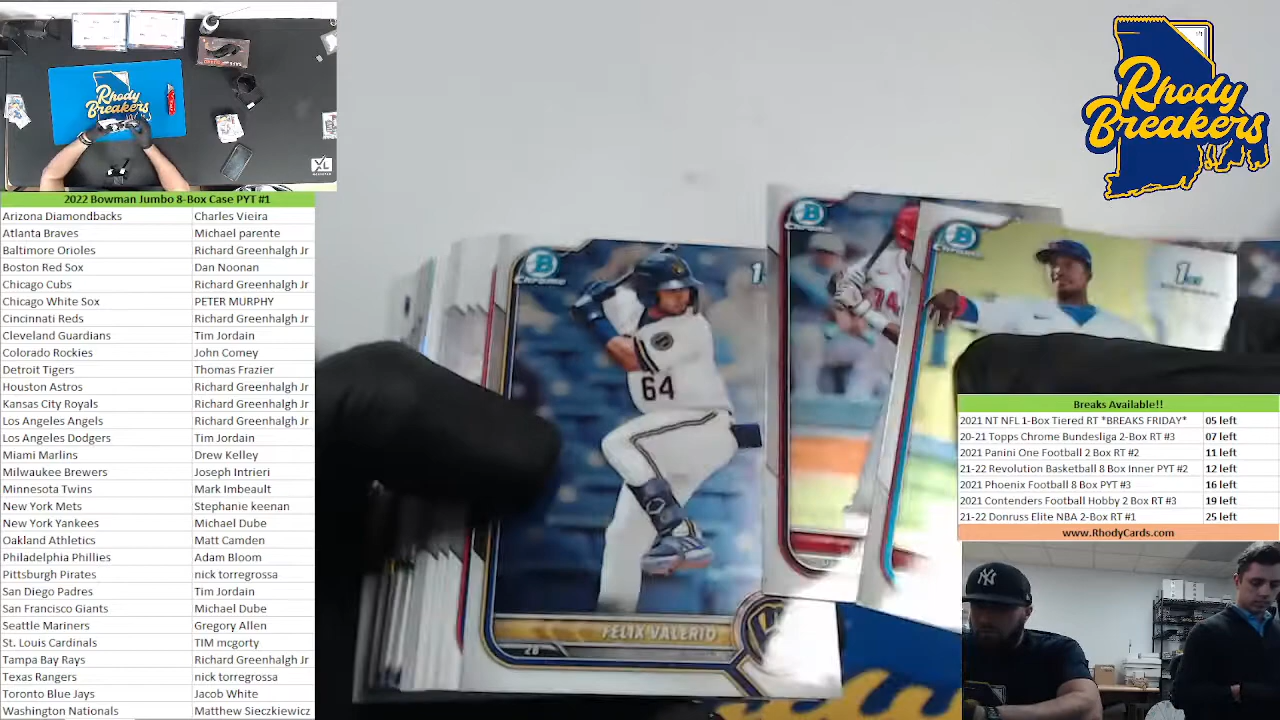 Rhody
Breakers
XL
2022 Bowman Jumbo 8-Box Case PYT #1
Arizona Diamondbacks Charles Vieira
Atlanta Braves Michael parente
Baltimore Orioles Richard Greenhalgh Jr
Boston Red Sox Dan Noonan
Chicago Cubs Richard Greenhalgh Jr
Chicago White Sox PETER MURPHY
Cincinnati Reds Richard Greenhalgh Jr
Cleveland Guardians Tim Jordain
Colorado Rockies John Comey
Detroit Tigers Thomas Frazier
Houston Astros Richard Greenhalgh Jr
Kansas City Royals Richard Greenhalgh Jr
Los Angeles Angels Richard Greenhalgh Jr
Los Angeles Dodgers Tim Jordain
Miami Marlins Drew Kelley
Milwaukee Brewers Joseph Intrieri
Minnesota Twins Mark Imbeault
New York Mets Stephanie keenan
New York Yankees Michael Dube
Oakland Athletics Matt Camden
Philadelphia Phillies Adam Bloom
Pittsburgh Pirates nick torregrossa
San Diego Padres Tim Jordain
San Francisco Giants Michael Dube
Seattle Mariners Gregory Allen
St. Louis Cardinals TIM mcgorty
Tampa Bay Rays Richard Greenhalgh Jr
Texas Rangers nick torregrossa
Toronto Blue Jays Jacob White
Washington Nationals Matthew Sieczkiewicz
B
Chrome
64
FELIX VALERIO
2B
B
Chrome
74
B
Chrome
1st
Rhody
Breakers
Breaks Available!!
2021 NT NFL 1-Box Tiered RT *BREAKS FRIDAY* 05 left
20-21 Topps Chrome Bundesliga 2-Box RT #3 07 left
2021 Panini One Football 2 Box RT #2 11 left
21-22 Revolution Basketball 8 Box Inner PYT #2 12 left
2021 Phoenix Football 8 Box PYT #3 16 left
2021 Contenders Football Hobby 2 Box RT #3 19 left
21-22 Donruss Elite NBA 2-Box RT #1 25 left
www.RhodyCards.com